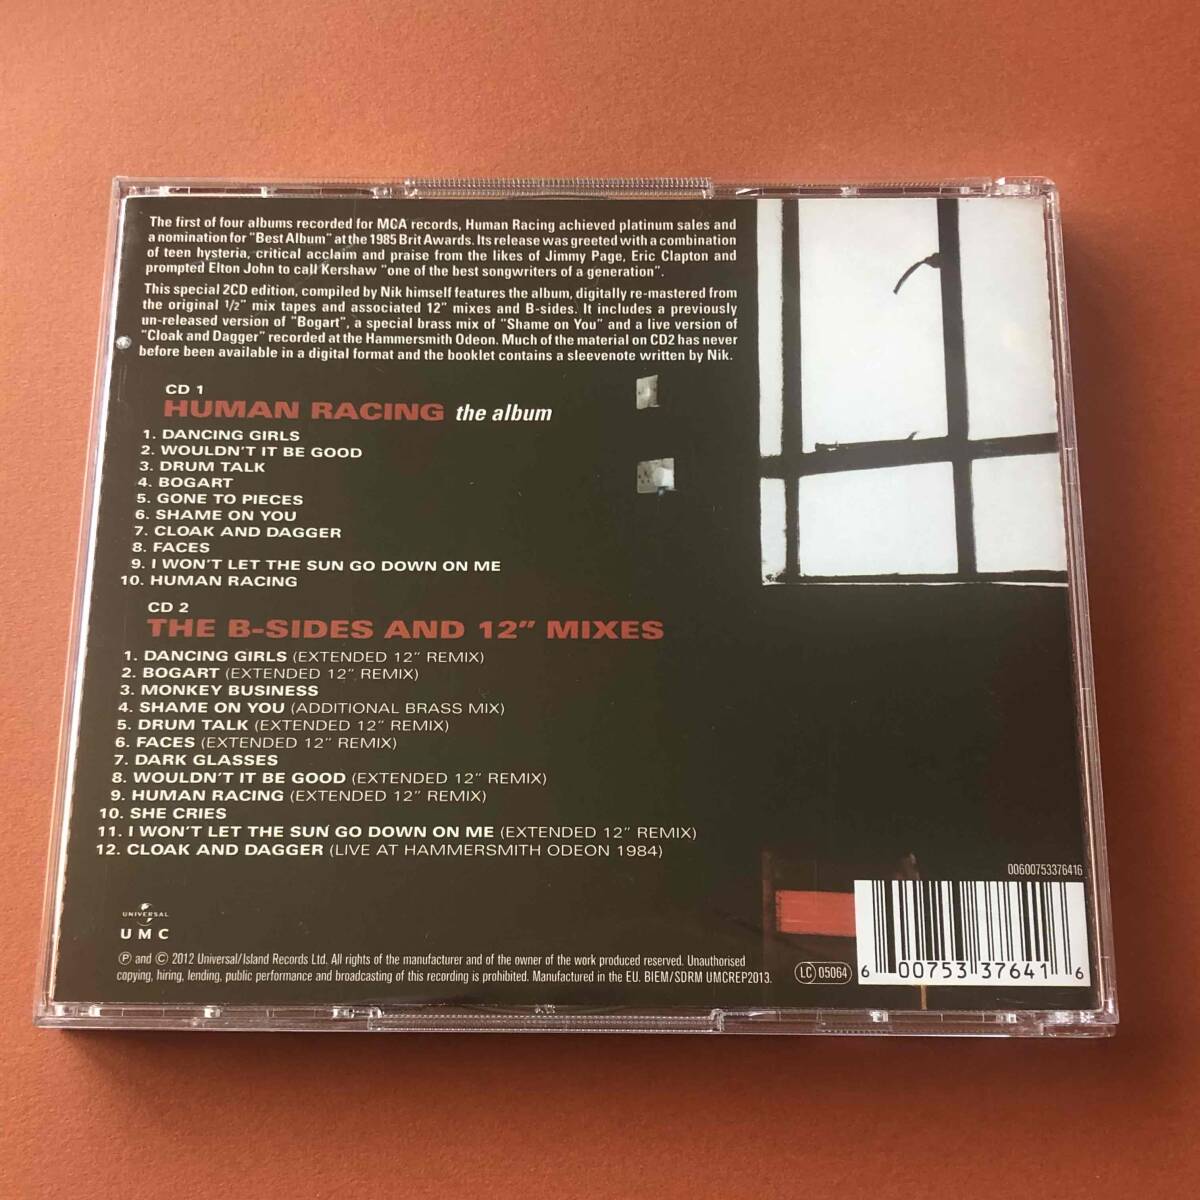 The first of four albums recorded for MCA records, Human Racing achieved platinum sales and
a nomination for "Best Album" at the 1985 Brit Awards. Its release was greeted with a combination
of teen hysteria, critical acclaim and praise from the likes of Jimmy Page, Eric Clapton and
prompted Elton John to call Kershaw "one of the best songwriters of a generation".
This special 2CD edition, compiled by Nik himself features the album, digitally re-mastered from
the original 1/2" mix tapes and associated 12" mixes and B-sides. It includes a previously
un-released version of "Bogart", a special brass mix of "Shame on You" and a live version of
"Cloak and Dagger" recorded at the Hammersmith Odeon. Much of the material on CD2 has never
before been available in a digital format and the booklet contains a sleevenote written by Nik.
CD 1
HUMAN RACING the album
1. DANCING GIRLS
2. WOULDN'T IT BE GOOD
3. DRUM TALK
4. BOGART
5. GONE TO PIECES
6. SHAME ON YOU
7. CLOAK AND DAGGER
8. FACES
9. I WON'T LET THE SUN GO DOWN ON ME
10. HUMAN RACING
CD 2
THE B-SIDES AND 12" MIXES
1. DANCING GIRLS (EXTENDED 12" REMIX)
2. BOGART (EXTENDED 12" REMIX)
3. MONKEY BUSINESS
4. SHAME ON YOU (ADDITIONAL BRASS MIX)
5. DRUM TALK (EXTENDED 12" REMIX)
6. FACES (EXTENDED 12" REMIX)
7. DARK GLASSES
8. WOULDN'T IT BE GOOD (EXTENDED 12" REMIX)
9. HUMAN RACING (EXTENDED 12" REMIX)
10. SHE CRIES
11. I WON'T LET THE SUN GO DOWN ON ME (EXTENDED 12" REMIX)
12. CLOAK AND DAGGER (LIVE AT HAMMERSMITH ODEON 1984)
00600753376416
UNIVERSAL
UMC
℗ and © 2012 Universal/Island Records Ltd. All rights of the manufacturer and of the owner of the work produced reserved. Unauthorised
copying, hiring, lending, public performance and broadcasting of this recording is prohibited. Manufactured in the EU. BIEM/SDRM UMCREP2013.
LC 05064
6 00753 37641 6